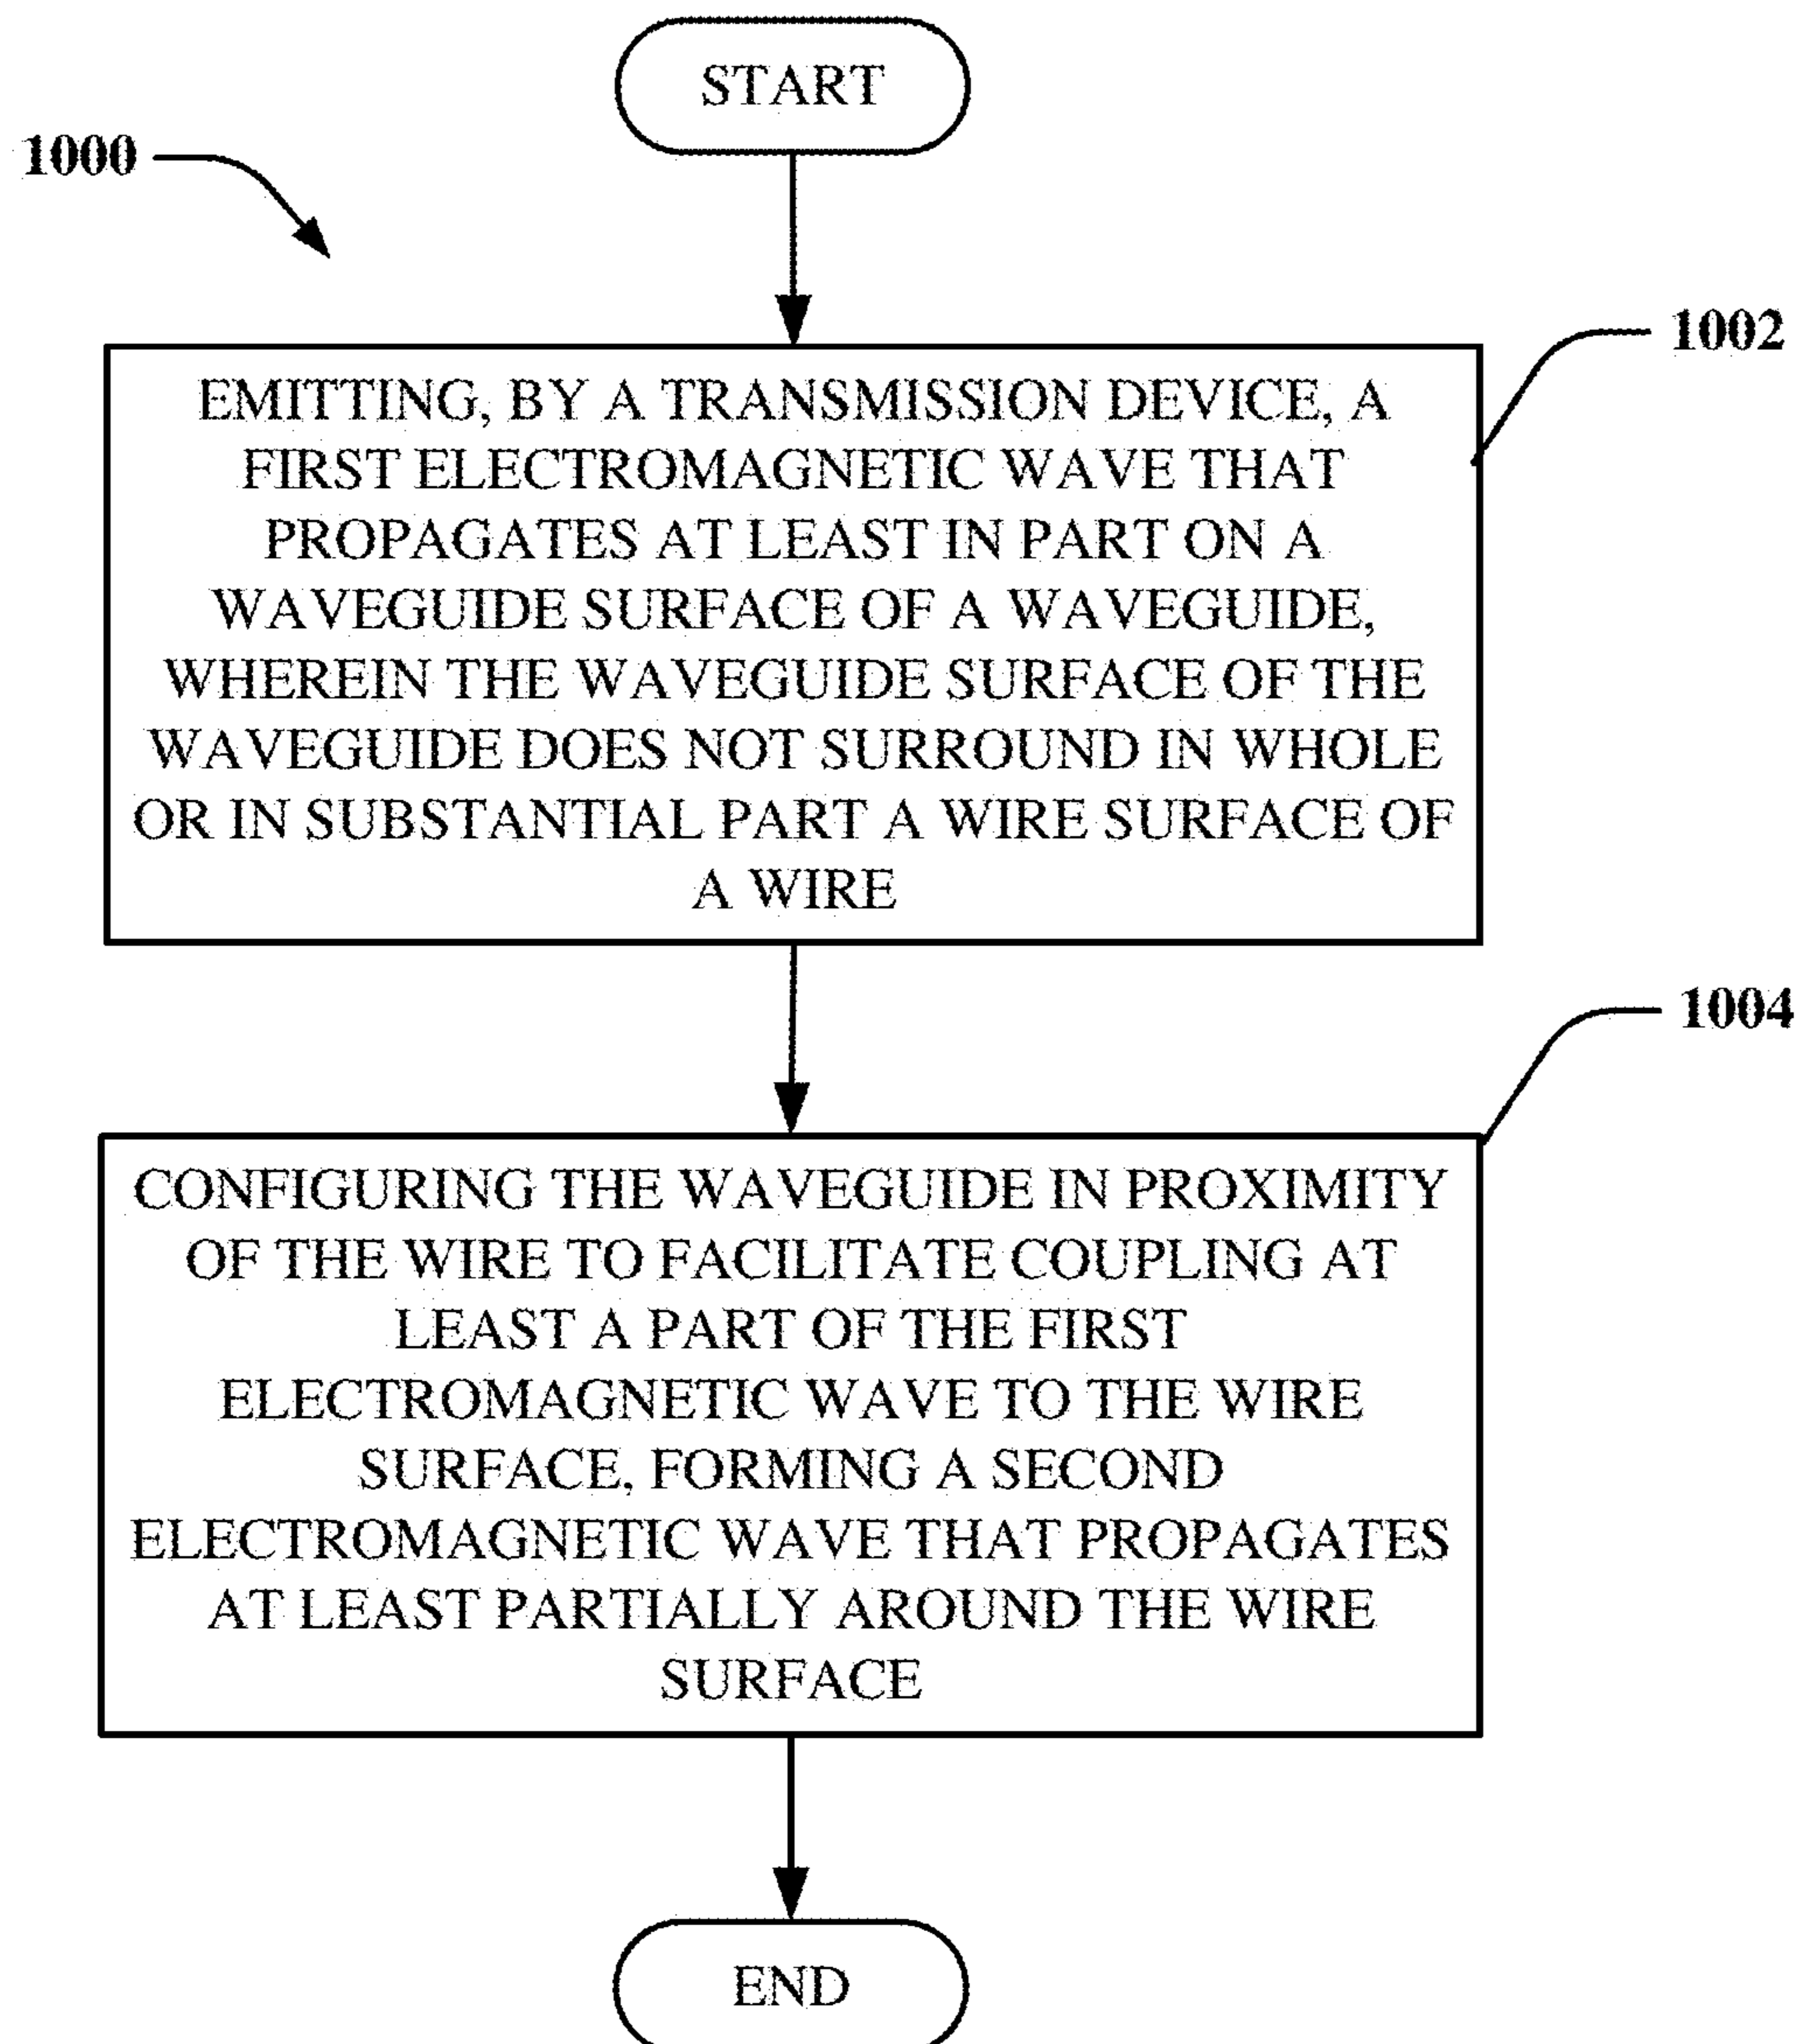 START
1000
1002
EMITTING, BY A TRANSMISSION DEVICE, A
FIRST ELECTROMAGNETIC WAVE THAT
PROPAGATES AT LEAST IN PART ON A
WAVEGUIDE SURFACE OF A WAVEGUIDE,
WHEREIN THE WAVEGUIDE SURFACE OF THE
WAVEGUIDE DOES NOT SURROUND IN WHOLE
OR IN SUBSTANTIAL PART A WIRE SURFACE OF
A WIRE
1004
CONFIGURING THE WAVEGUIDE IN PROXIMITY
OF THE WIRE TO FACILITATE COUPLING AT
LEAST A PART OF THE FIRST
ELECTROMAGNETIC WAVE TO THE WIRE
SURFACE, FORMING A SECOND
ELECTROMAGNETIC WAVE THAT PROPAGATES
AT LEAST PARTIALLY AROUND THE WIRE
SURFACE
END